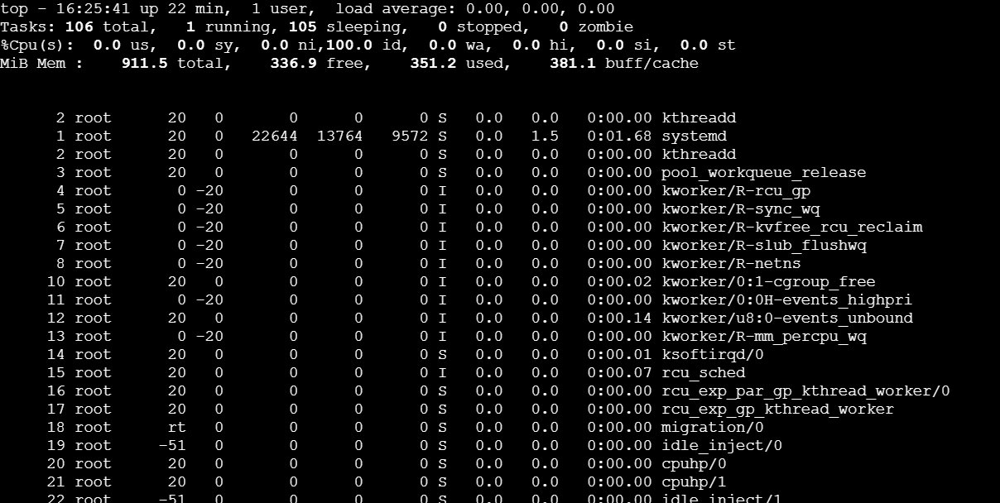 top - 16:25:41 up 22 min,  1 user,  load average: 0.00, 0.00, 0.00
Tasks: 106 total,   1 running, 105 sleeping,   0 stopped,   0 zombie
%Cpu(s):  0.0 us,  0.0 sy,  0.0 ni,100.0 id,  0.0 wa,  0.0 hi,  0.0 si,  0.0 st
MiB Mem :    911.5 total,    336.9 free,    351.2 used,    381.1 buff/cache
2 root      20   0       0      0      0 S   0.0   0.0   0:00.00 kthreadd
1 root      20   0   22644  13764   9572 S   0.0   1.5   0:01.68 systemd
2 root      20   0       0      0      0 S   0.0   0.0   0:00.00 kthreadd
3 root      20   0       0      0      0 S   0.0   0.0   0:00.00 pool_workqueue_release
4 root       0 -20       0      0      0 I   0.0   0.0   0:00.00 kworker/R-rcu_gp
5 root       0 -20       0      0      0 I   0.0   0.0   0:00.00 kworker/R-sync_wq
6 root       0 -20       0      0      0 I   0.0   0.0   0:00.00 kworker/R-kvfree_rcu_reclaim
7 root       0 -20       0      0      0 I   0.0   0.0   0:00.00 kworker/R-slub_flushwq
8 root       0 -20       0      0      0 I   0.0   0.0   0:00.00 kworker/R-netns
10 root      20   0       0      0      0 I   0.0   0.0   0:00.02 kworker/0:1-cgroup_free
11 root       0 -20       0      0      0 I   0.0   0.0   0:00.00 kworker/0:0H-events_highpri
12 root      20   0       0      0      0 I   0.0   0.0   0:00.14 kworker/u8:0-events_unbound
13 root       0 -20       0      0      0 I   0.0   0.0   0:00.00 kworker/R-mm_percpu_wq
14 root      20   0       0      0      0 S   0.0   0.0   0:00.01 ksoftirqd/0
15 root      20   0       0      0      0 I   0.0   0.0   0:00.07 rcu_sched
16 root      20   0       0      0      0 S   0.0   0.0   0:00.00 rcu_exp_par_gp_kthread_worker/0
17 root      20   0       0      0      0 S   0.0   0.0   0:00.00 rcu_exp_gp_kthread_worker
18 root      rt   0       0      0      0 S   0.0   0.0   0:00.00 migration/0
19 root     -51   0       0      0      0 S   0.0   0.0   0:00.00 idle_inject/0
20 root      20   0       0      0      0 S   0.0   0.0   0:00.00 cpuhp/0
21 root      20   0       0      0      0 S   0.0   0.0   0:00.00 cpuhp/1
22 root     -51   0       0      0      0 S   0.0   0.0   0:00.00 idle_inject/1